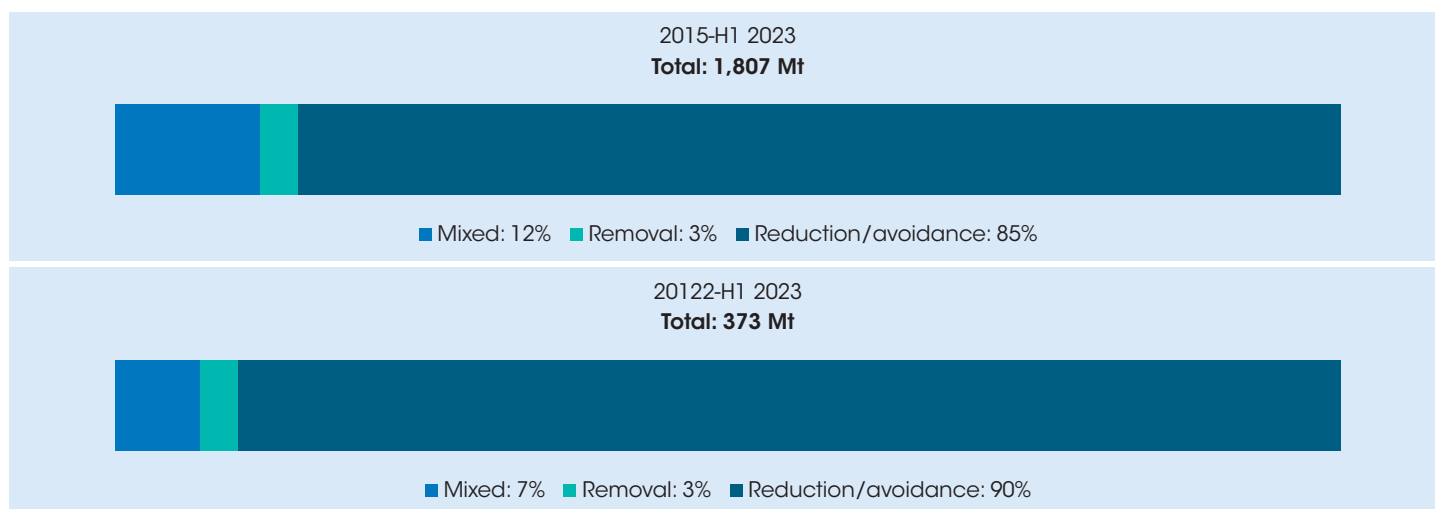 2015-H1 2023
Total: 1,807 Mt
Mixed: 12% Removal: 3% Reduction/avoidance: 85%
20122-H1 2023
Total: 373 Mt
Mixed: 7% Removal: 3% Reduction/avoidance: 90%